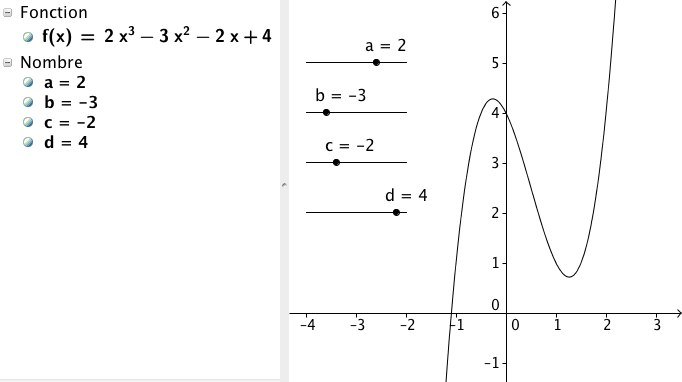 Fonction
f(x) = 2 x³ − 3 x² − 2 x + 4
Nombre
a = 2
b = −3
c = −2
d = 4
a = 2
b = −3
c = −2
d = 4
6
5
4
3
2
1
0
−4 −3 −2 −1 0 1 2 3
−1